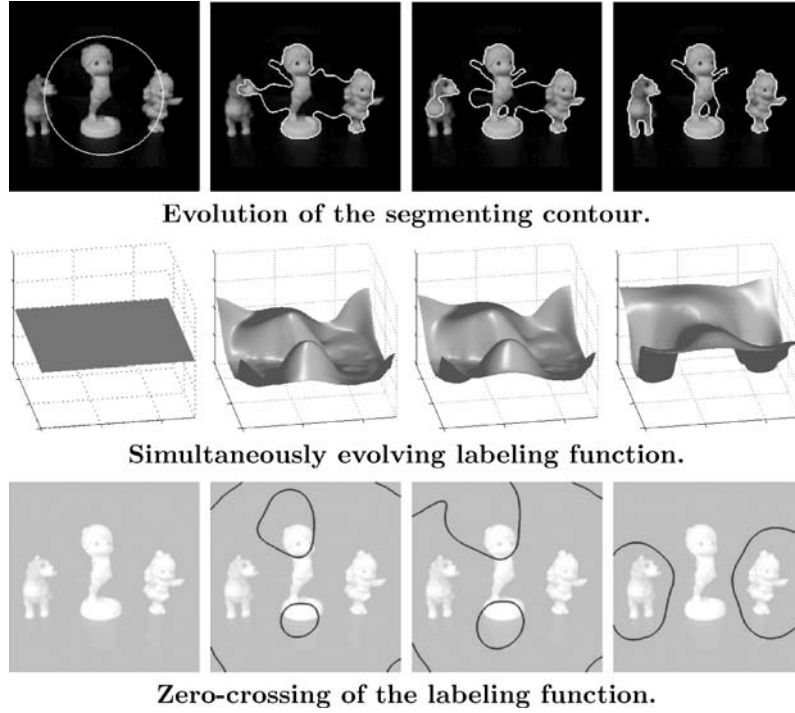 Evolution of the segmenting contour.
Simultaneously evolving labeling function.
Zero-crossing of the labeling function.